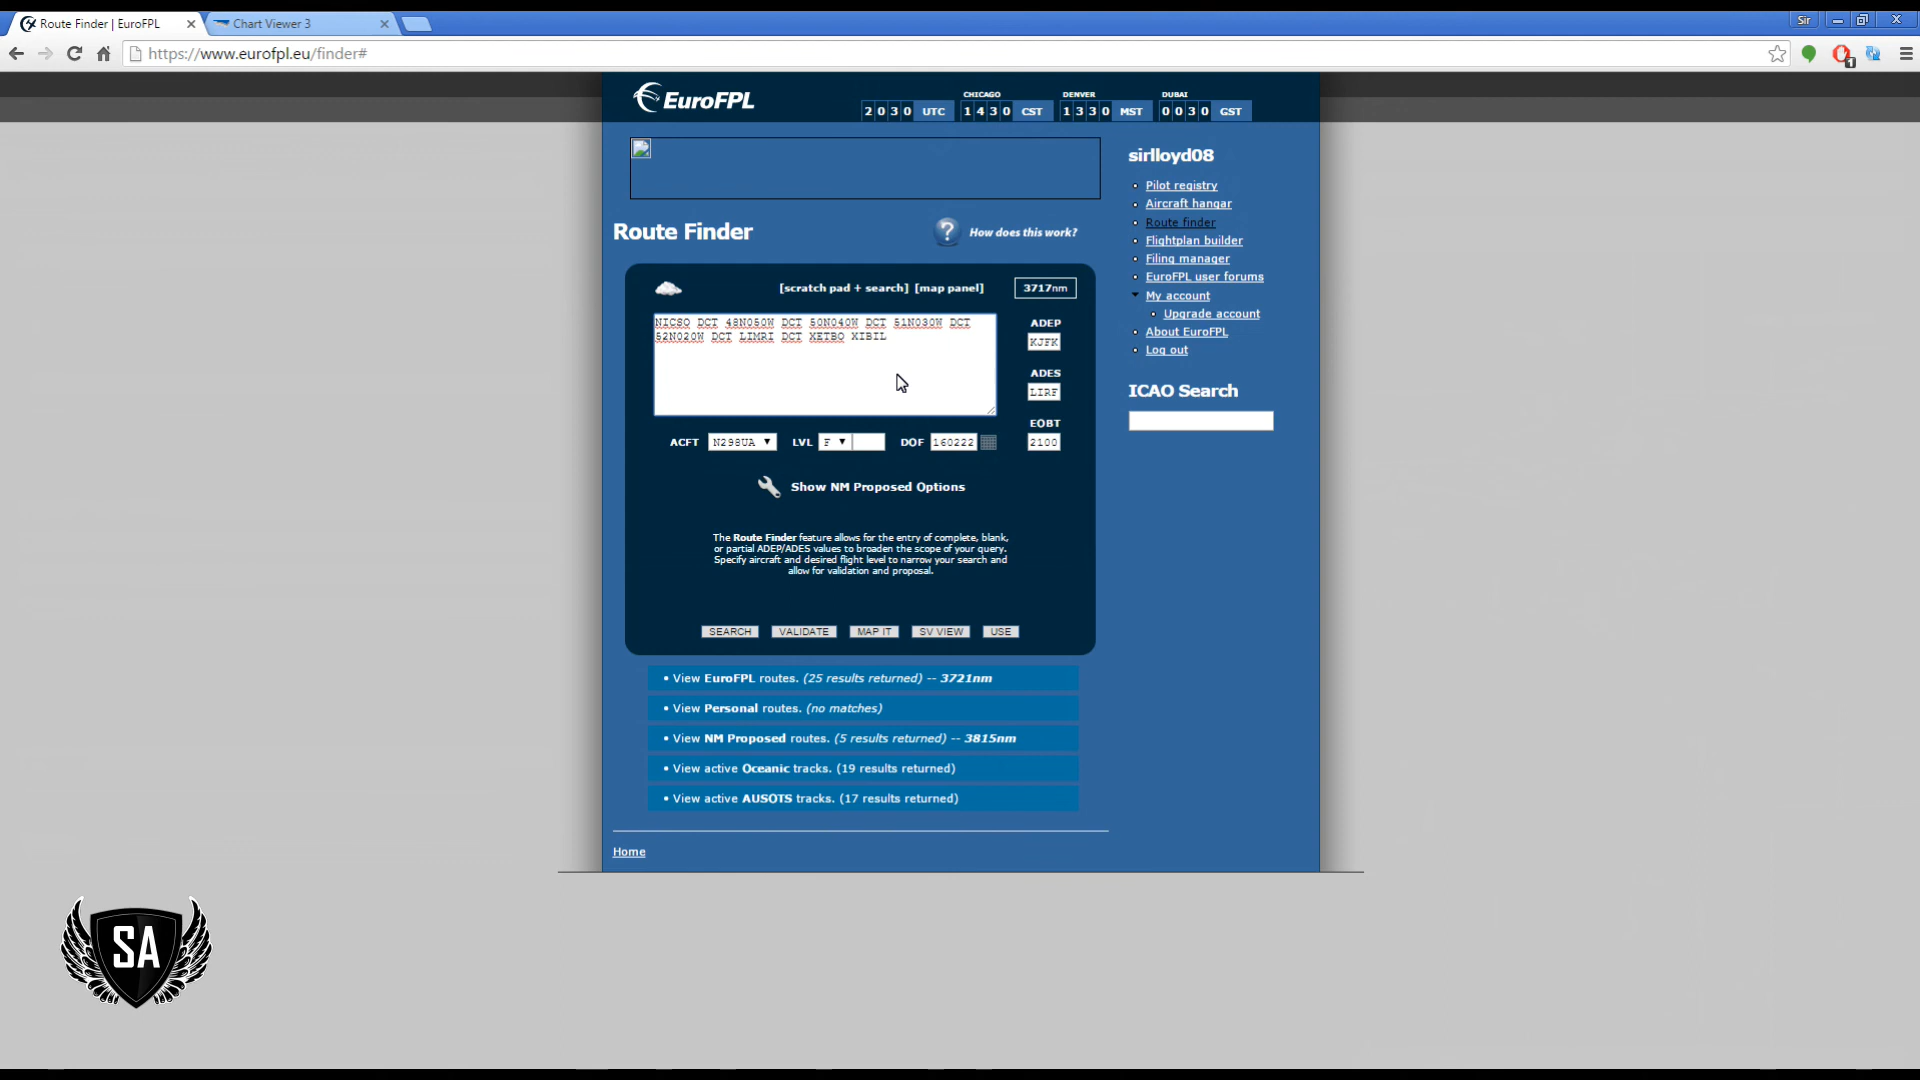 Route Finder | EuroFPL
Chart Viewer 3
Sir
https://www.eurofpl.eu/finder#
1
EuroFPL
CHICAGO
DENVER
DUBAI
2030 UTC
1430 CST
1330 MST
0030 GST
sirlloyd08
Pilot registry
Aircraft hangar
Route finder
Flightplan builder
Filing manager
EuroFPL user forums
My account
Upgrade account
About EuroFPL
Log out
ICAO Search
Route Finder
? How does this work?
[scratch pad + search] [map panel] 3717nm
NICSO DCT 48N050W DCT 50N040W DCT 51N030W DCT
52N020W DCT LIMRI DCT XETBO XIBIL
ADEP
KJFK
ADES
LIRF
EOBT
2100
ACFT N298UA LVL F DOF 160222
Show NM Proposed Options
The Route Finder feature allows for the entry of complete, blank,
or partial ADEP/ADES values to broaden the scope of your query.
Specify aircraft and desired flight level to narrow your search and
allow for validation and proposal.
SEARCH VALIDATE MAP IT SV VIEW USE
• View EuroFPL routes. (25 results returned) -- 3721nm
• View Personal routes. (no matches)
• View NM Proposed routes. (5 results returned) -- 3815nm
• View active Oceanic tracks. (19 results returned)
• View active AUSOTS tracks. (17 results returned)
Home
SA